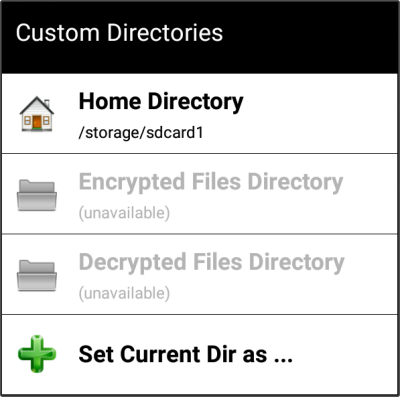 Custom Directories
Home Directory
/storage/sdcard1
Encrypted Files Directory
(unavailable)
Decrypted Files Directory
(unavailable)
Set Current Dir as ...